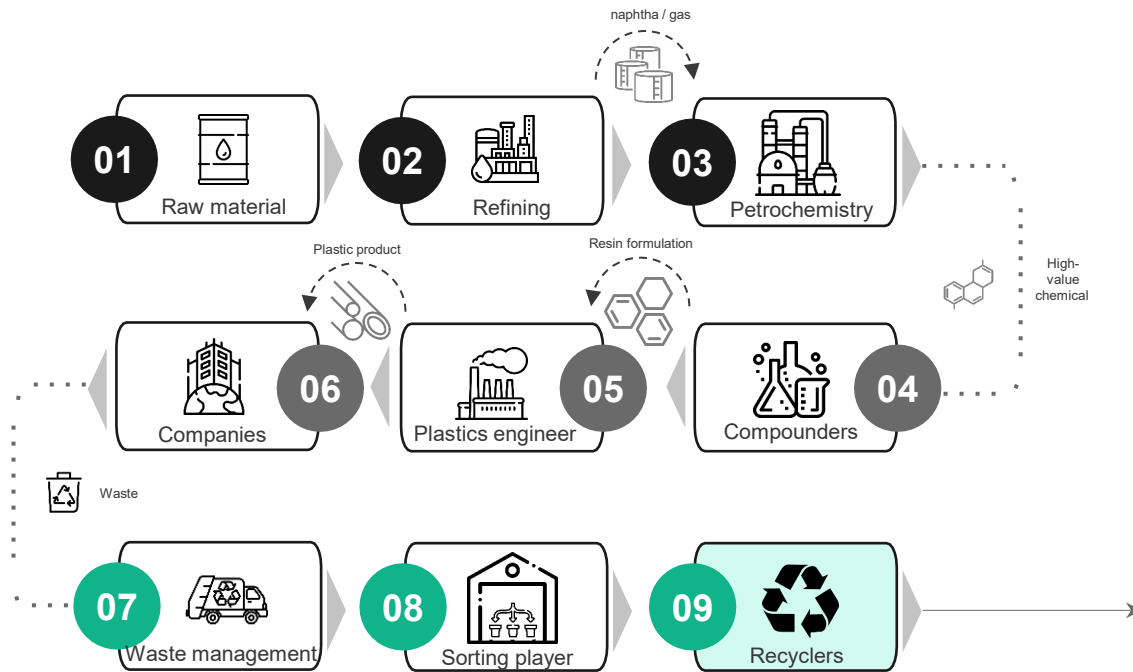 naphtha / gas
01
Raw material
02
Refining
03
Petrochemistry
High-
value
chemical
Plastic product
Resin formulation
06
Companies
05
Plastics engineer
04
Compounders
Waste
07
Waste management
08
Sorting player
09
Recyclers